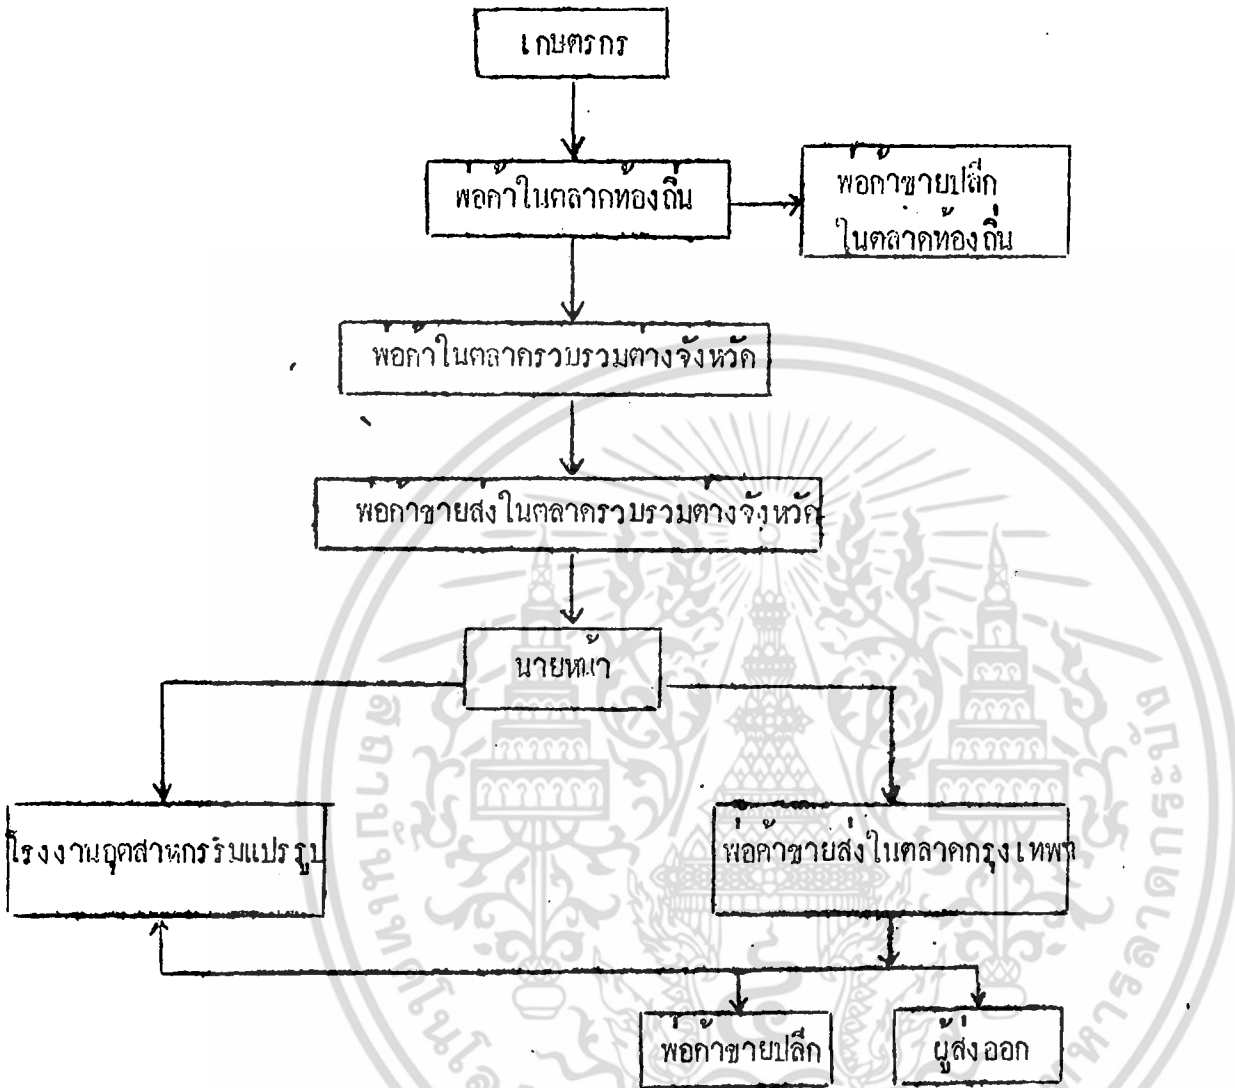 เกษตรกร
พ่อค้าในตลาดท้องถิ่น
พ่อค้าขายปลีก
ในตลาดท้องถิ่น
พ่อค้าในตลาดรวบรวมต่างจังหวัด
พ่อค้าขายส่งในตลาดรวบรวมต่างจังหวัด
นายหน้า
โรงงานอุตสาหกรรมแปรรูป
พ่อค้าขายส่งในตลาดกรุงเทพฯ
พ่อค้าขายปลีก
ผู้ส่งออก